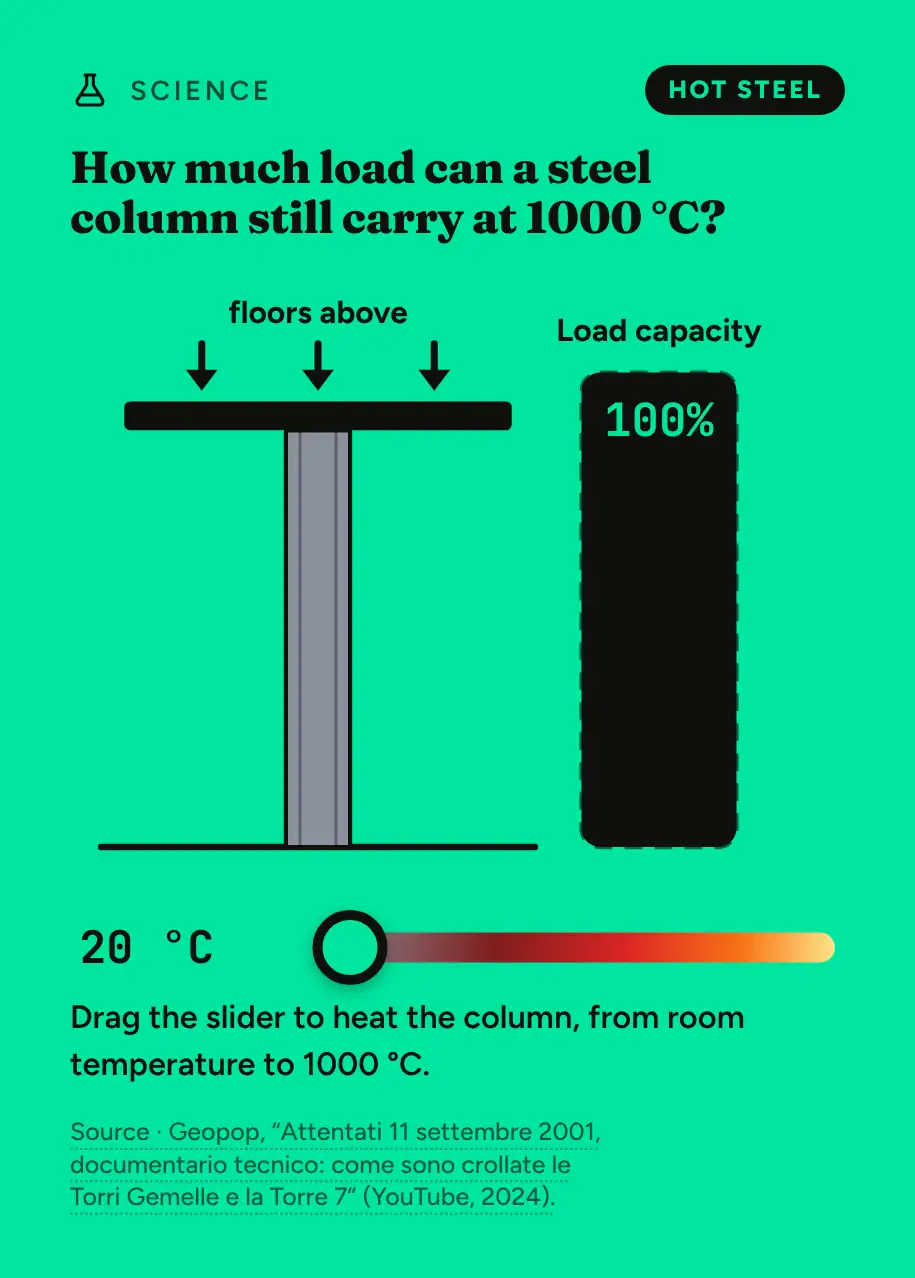 SCIENCE
HOT STEEL
How much load can a steel
column still carry at 1000 °C?
floors above
Load capacity
100%
20 °C
Drag the slider to heat the column, from room
temperature to 1000 °C.
Source · Geopop, “Attentati 11 settembre 2001,
documentario tecnico: come sono crollate le
Torri Gemelle e la Torre 7” (YouTube, 2024).